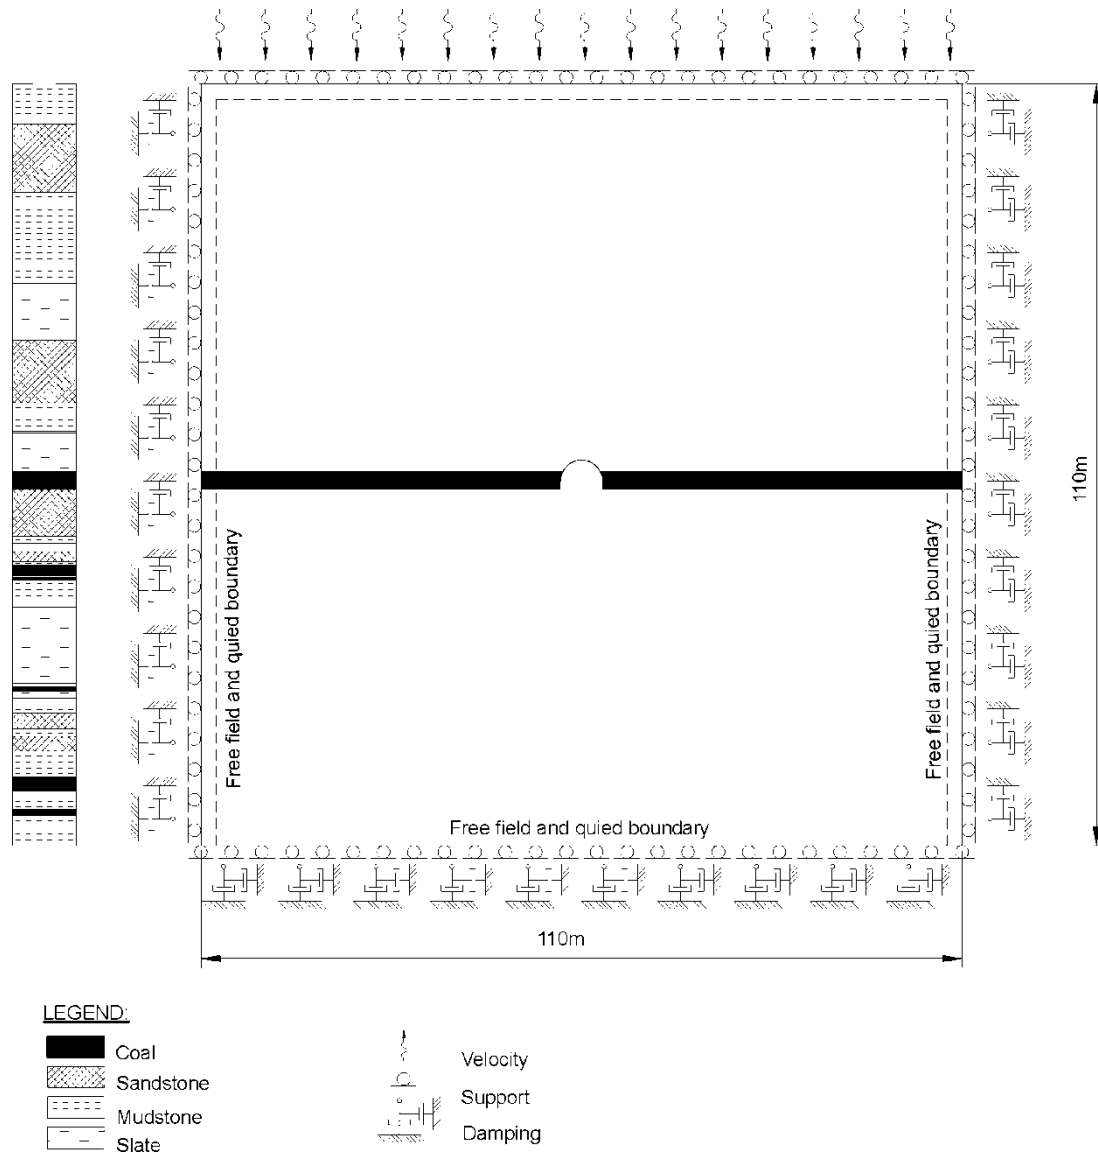 110m
Free field and quied boundary
Free field and quied boundary
Free field and quied boundary
110m
LEGEND:
Coal
Sandstone
Mudstone
Slate
Velocity
Support
Damping